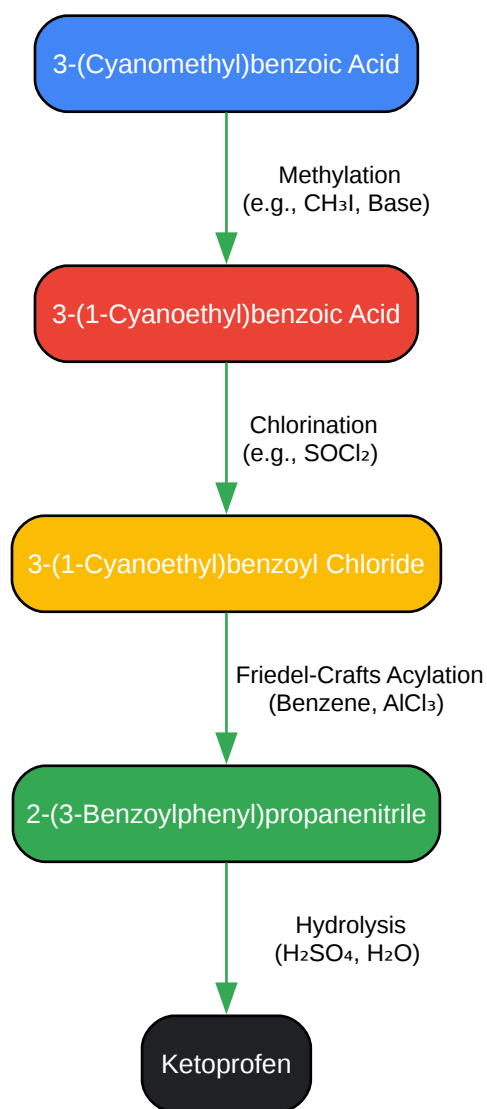 3-(Cyanomethyl)benzoic Acid
Methylation
(e.g., CH₃I, Base)
3-(1-Cyanoethyl)benzoic Acid
Chlorination
(e.g., SOCl₂)
3-(1-Cyanoethyl)benzoyl Chloride
Friedel-Crafts Acylation
(Benzene, AlCl₃)
2-(3-Benzoylphenyl)propanenitrile
Hydrolysis
(H₂SO₄, H₂O)
Ketoprofen